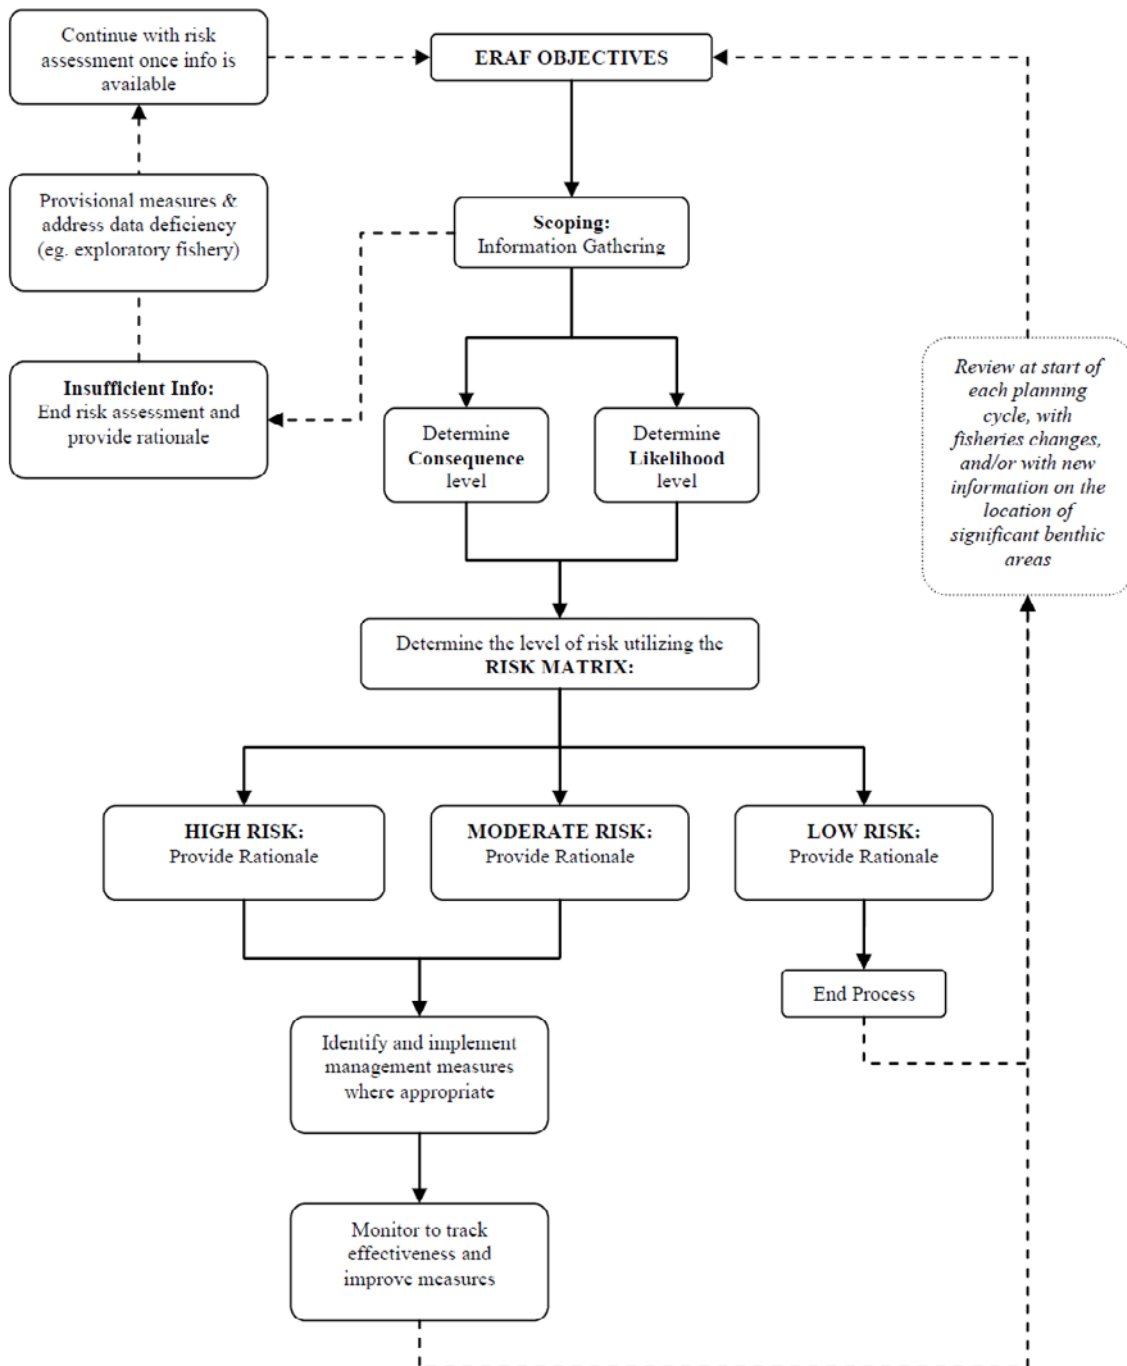 Continue with risk
assessment once info is
available
ERAF OBJECTIVES
Provisional measures &
address data deficiency
(eg. exploratory fishery)
Scoping:
Information Gathering
Insufficient Info:
End risk assessment and
provide rationale
Determine
Consequence
level
Determine
Likelihood
level
Review at start of
each planning
cycle, with
fisheries changes,
and/or with new
information on the
location of
significant benthic
areas
Determine the level of risk utilizing the
RISK MATRIX:
HIGH RISK:
Provide Rationale
MODERATE RISK:
Provide Rationale
LOW RISK:
Provide Rationale
End Process
Identify and implement
management measures
where appropriate
Monitor to track
effectiveness and
improve measures